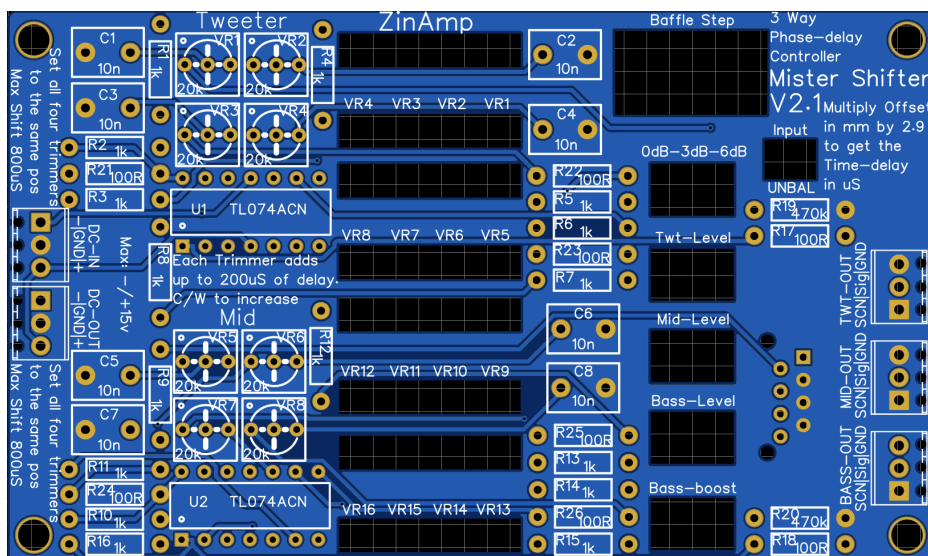 Tweeter
ZinAmp
Baffle Step
3 Way
Phase-delay
Controller
Mister Shifter
V2.1
Multiply Offset
in mm by 2.9
to get the
Time-delay
in uS
Set all four trimmers
to the same pos
Max Shift 800uS
C1
10n
R1
1k
VR1
20k
VR2
20k
R4
1k
C2
10n
C3
10n
VR3
20k
VR4
20k
VR4 VR3 VR2 VR1
C4
10n
Input
UNBAL
0dB-3dB-6dB
R2
1k
R21
100R
R3
1k
U1 TL074ACN
R22
100R
R5
1k
R6
1k
R23
100R
R7
1k
R19
470k
R17
100R
DC-IN
-|GND|+
Max: -/+15v
DC-OUT
-|GND|+
R8
1k
Each Trimmer adds
up to 200uS of delay.
C/W to increase
VR8 VR7 VR6 VR5
Twt-Level
TWT-OUT
SCN|Sig|GND
Mid
C5
10n
R9
1k
VR5
20k
VR6
20k
R12
1k
C6
10n
Mid-Level
MID-OUT
SCN|Sig|GND
Set all four trimmers
to the same pos
Max Shift 800uS
C7
10n
VR7
20k
VR8
20k
VR12 VR11 VR10 VR9
C8
10n
Bass-Level
BASS-OUT
SCN|Sig|GND
R11
1k
R24
100R
R10
1k
R16
1k
U2 TL074ACN
VR16 VR15 VR14 VR13
R25
100R
R13
1k
R14
1k
R26
100R
R15
1k
Bass-boost
R20
470k
R18
100R